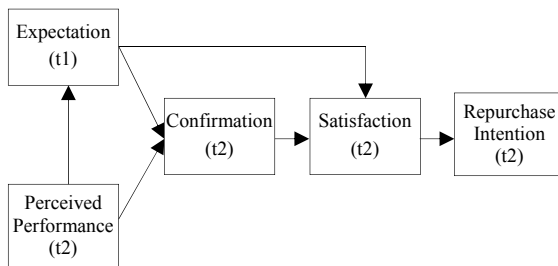 Expectation
(t1)
Confirmation
(t2)
Satisfaction
(t2)
Repurchase
Intention
(t2)
Perceived
Performance
(t2)